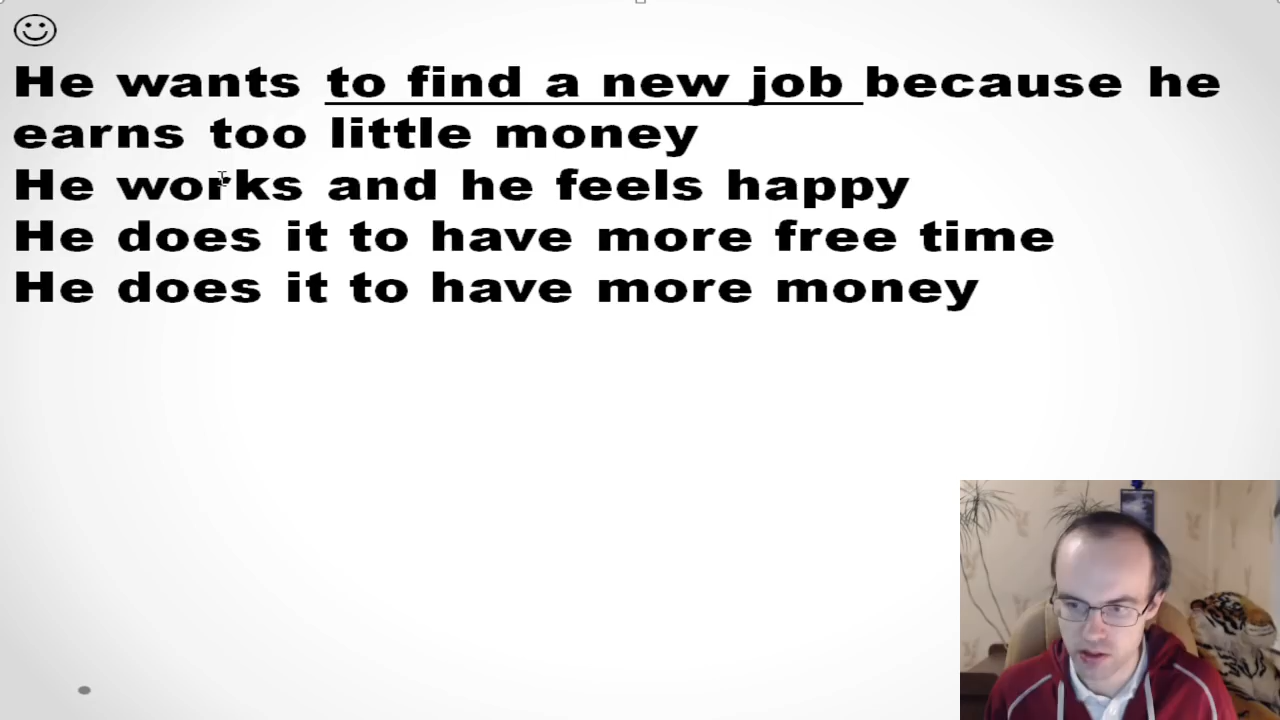 He wants to find a new job because he
earns too little money
He works and he feels happy
He does it to have more free time
He does it to have more money